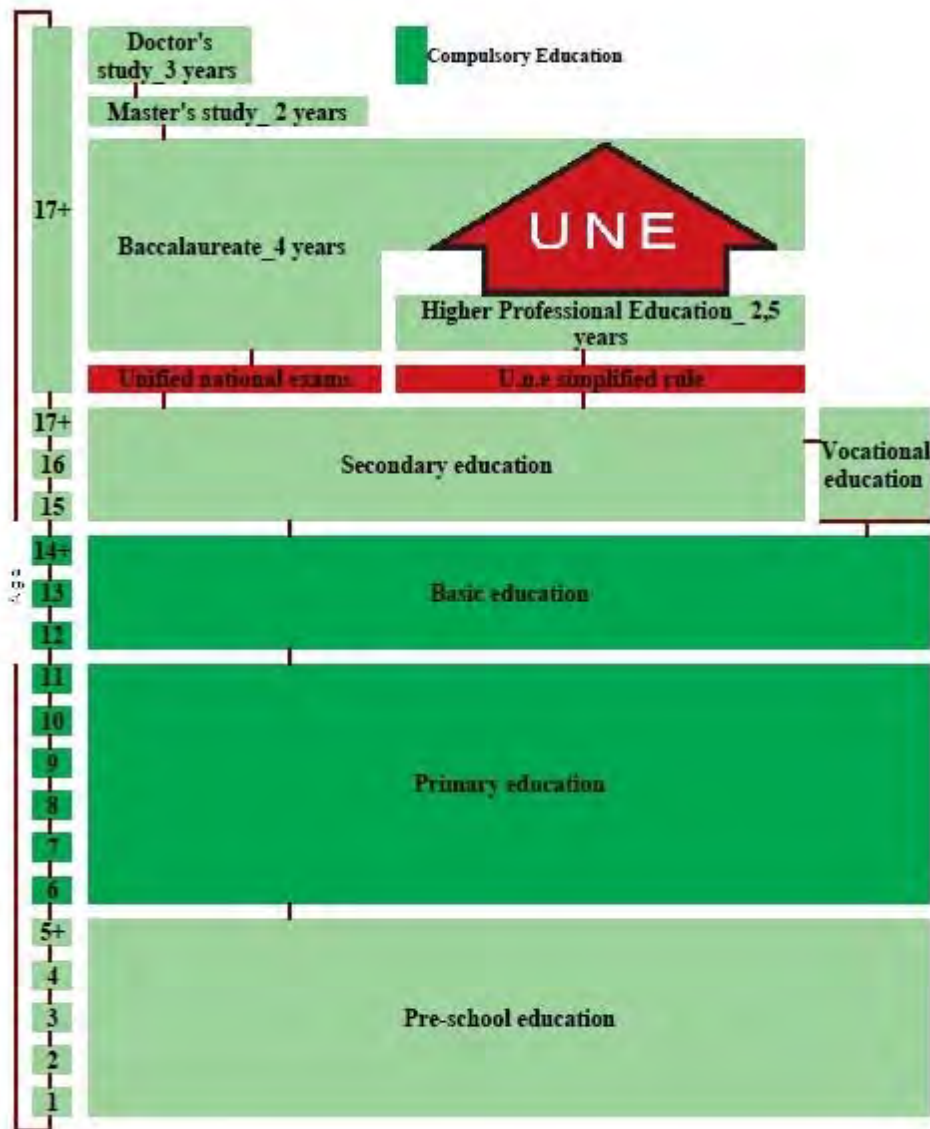 Doctor's
study_3 years
Compulsory Education
Master's study_ 2 years
17+
Baccalaureate_4 years
UNE
Higher Professional Education_ 2,5
years
Unified national exams
U.n.e simplified rule
17+
16
15
Secondary education
Vocational
education
14+
13
12
Age
Basic education
11
10
9
8
7
6
Primary education
5+
4
3
2
1
Pre-school education